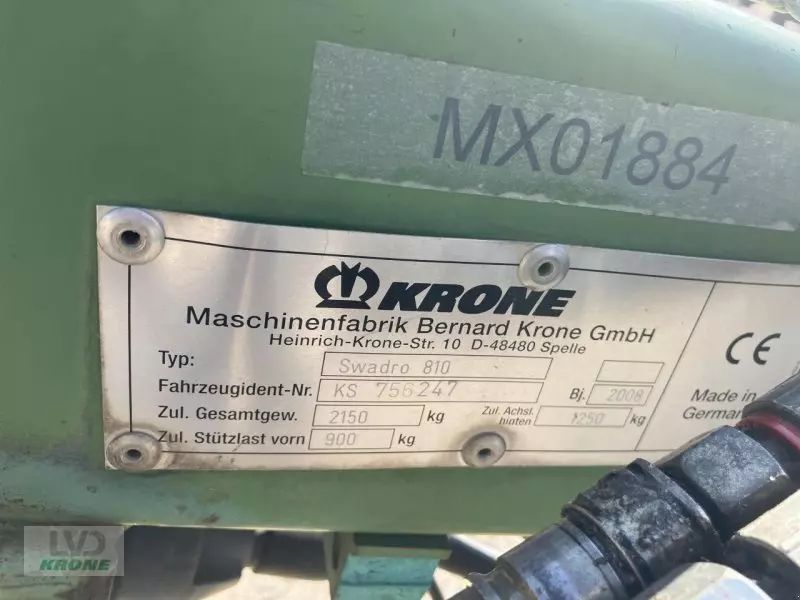 MX01884
KRONE
Maschinenfabrik Bernard Krone GmbH
Heinrich-Krone-Str. 10 D-48480 Spelle
Typ: Swadro 810
Fahrzeugident-Nr. KS 756247 Bj. 2008
Zul. Gesamtgew. 2150 kg Zul. Achsl. hinten 1250 kg
Zul. Stützlast vorn 900 kg
CE
Made in
German
LVD
KRONE